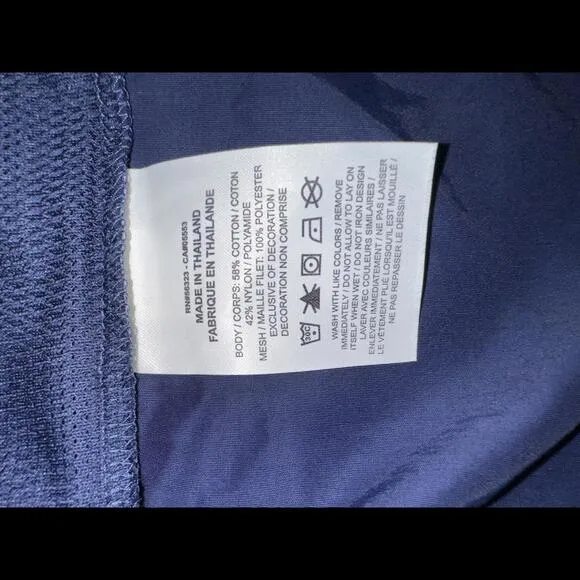 RN#56323 - CA#05553
MADE IN THAILAND
FABRIQUE EN THAILANDE
BODY / CORPS: 58% COTTON / COTON
42% NYLON / POLYAMIDE
MESH / MAILLE FILET: 100% POLYESTER
EXCLUSIVE OF DECORATION /
DECORATION NON COMPRISE
30C
WASH WITH LIKE COLORS / REMOVE
IMMEDIATELY / DO NOT ALLOW TO LAY ON
ITSELF WHEN WET / DO NOT IRON DESIGN
LAVER AVEC COULEURS SIMILAIRES /
ENLEVER IMMEDIATEMENT / NE PAS LAISSER
LE VÊTEMENT PLIÉ LORSQU'IL EST MOUILLÉ /
NE PAS REPASSER LE DESSIN